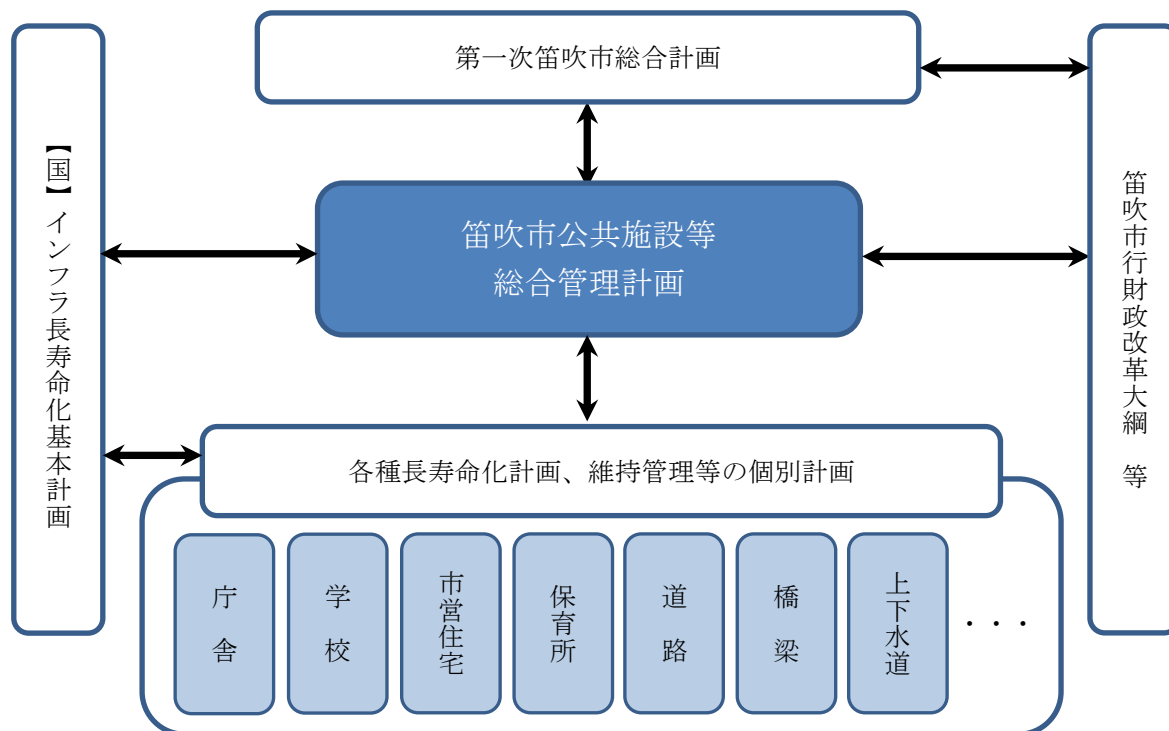 第一次笛吹市総合計画
【国】インフラ長寿命化基本計画
笛吹市公共施設等
総合管理計画
笛吹市行財政改革大綱　等
各種長寿命化計画、維持管理等の個別計画
庁舎
学校
市営住宅
保育所
道路
橋梁
上下水道
・・・